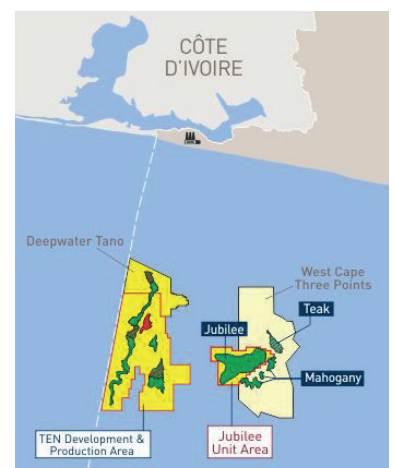 CÔTE
D'IVOIRE
Deepwater Tano
West Cape
Three Points
Teak
Jubilee
Mahogany
TEN Development &
Production Area
Jubilee
Unit Area